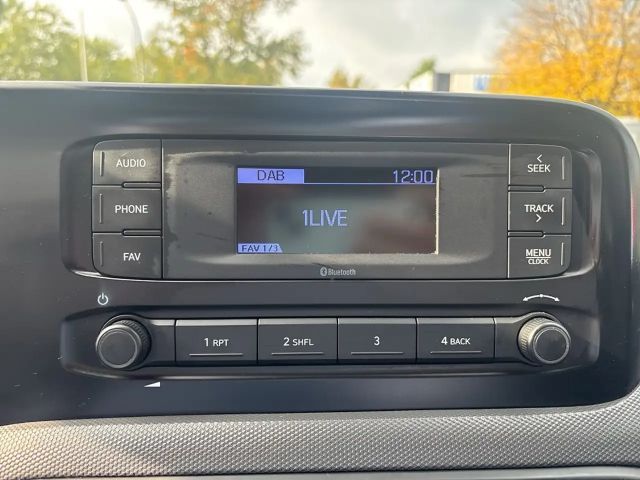 AUDIO
PHONE
FAV
DAB 12:00
1LIVE
FAV 1/3
Bluetooth
SEEK
TRACK
MENU
CLOCK
1 RPT
2 SHFL
3
4 BACK